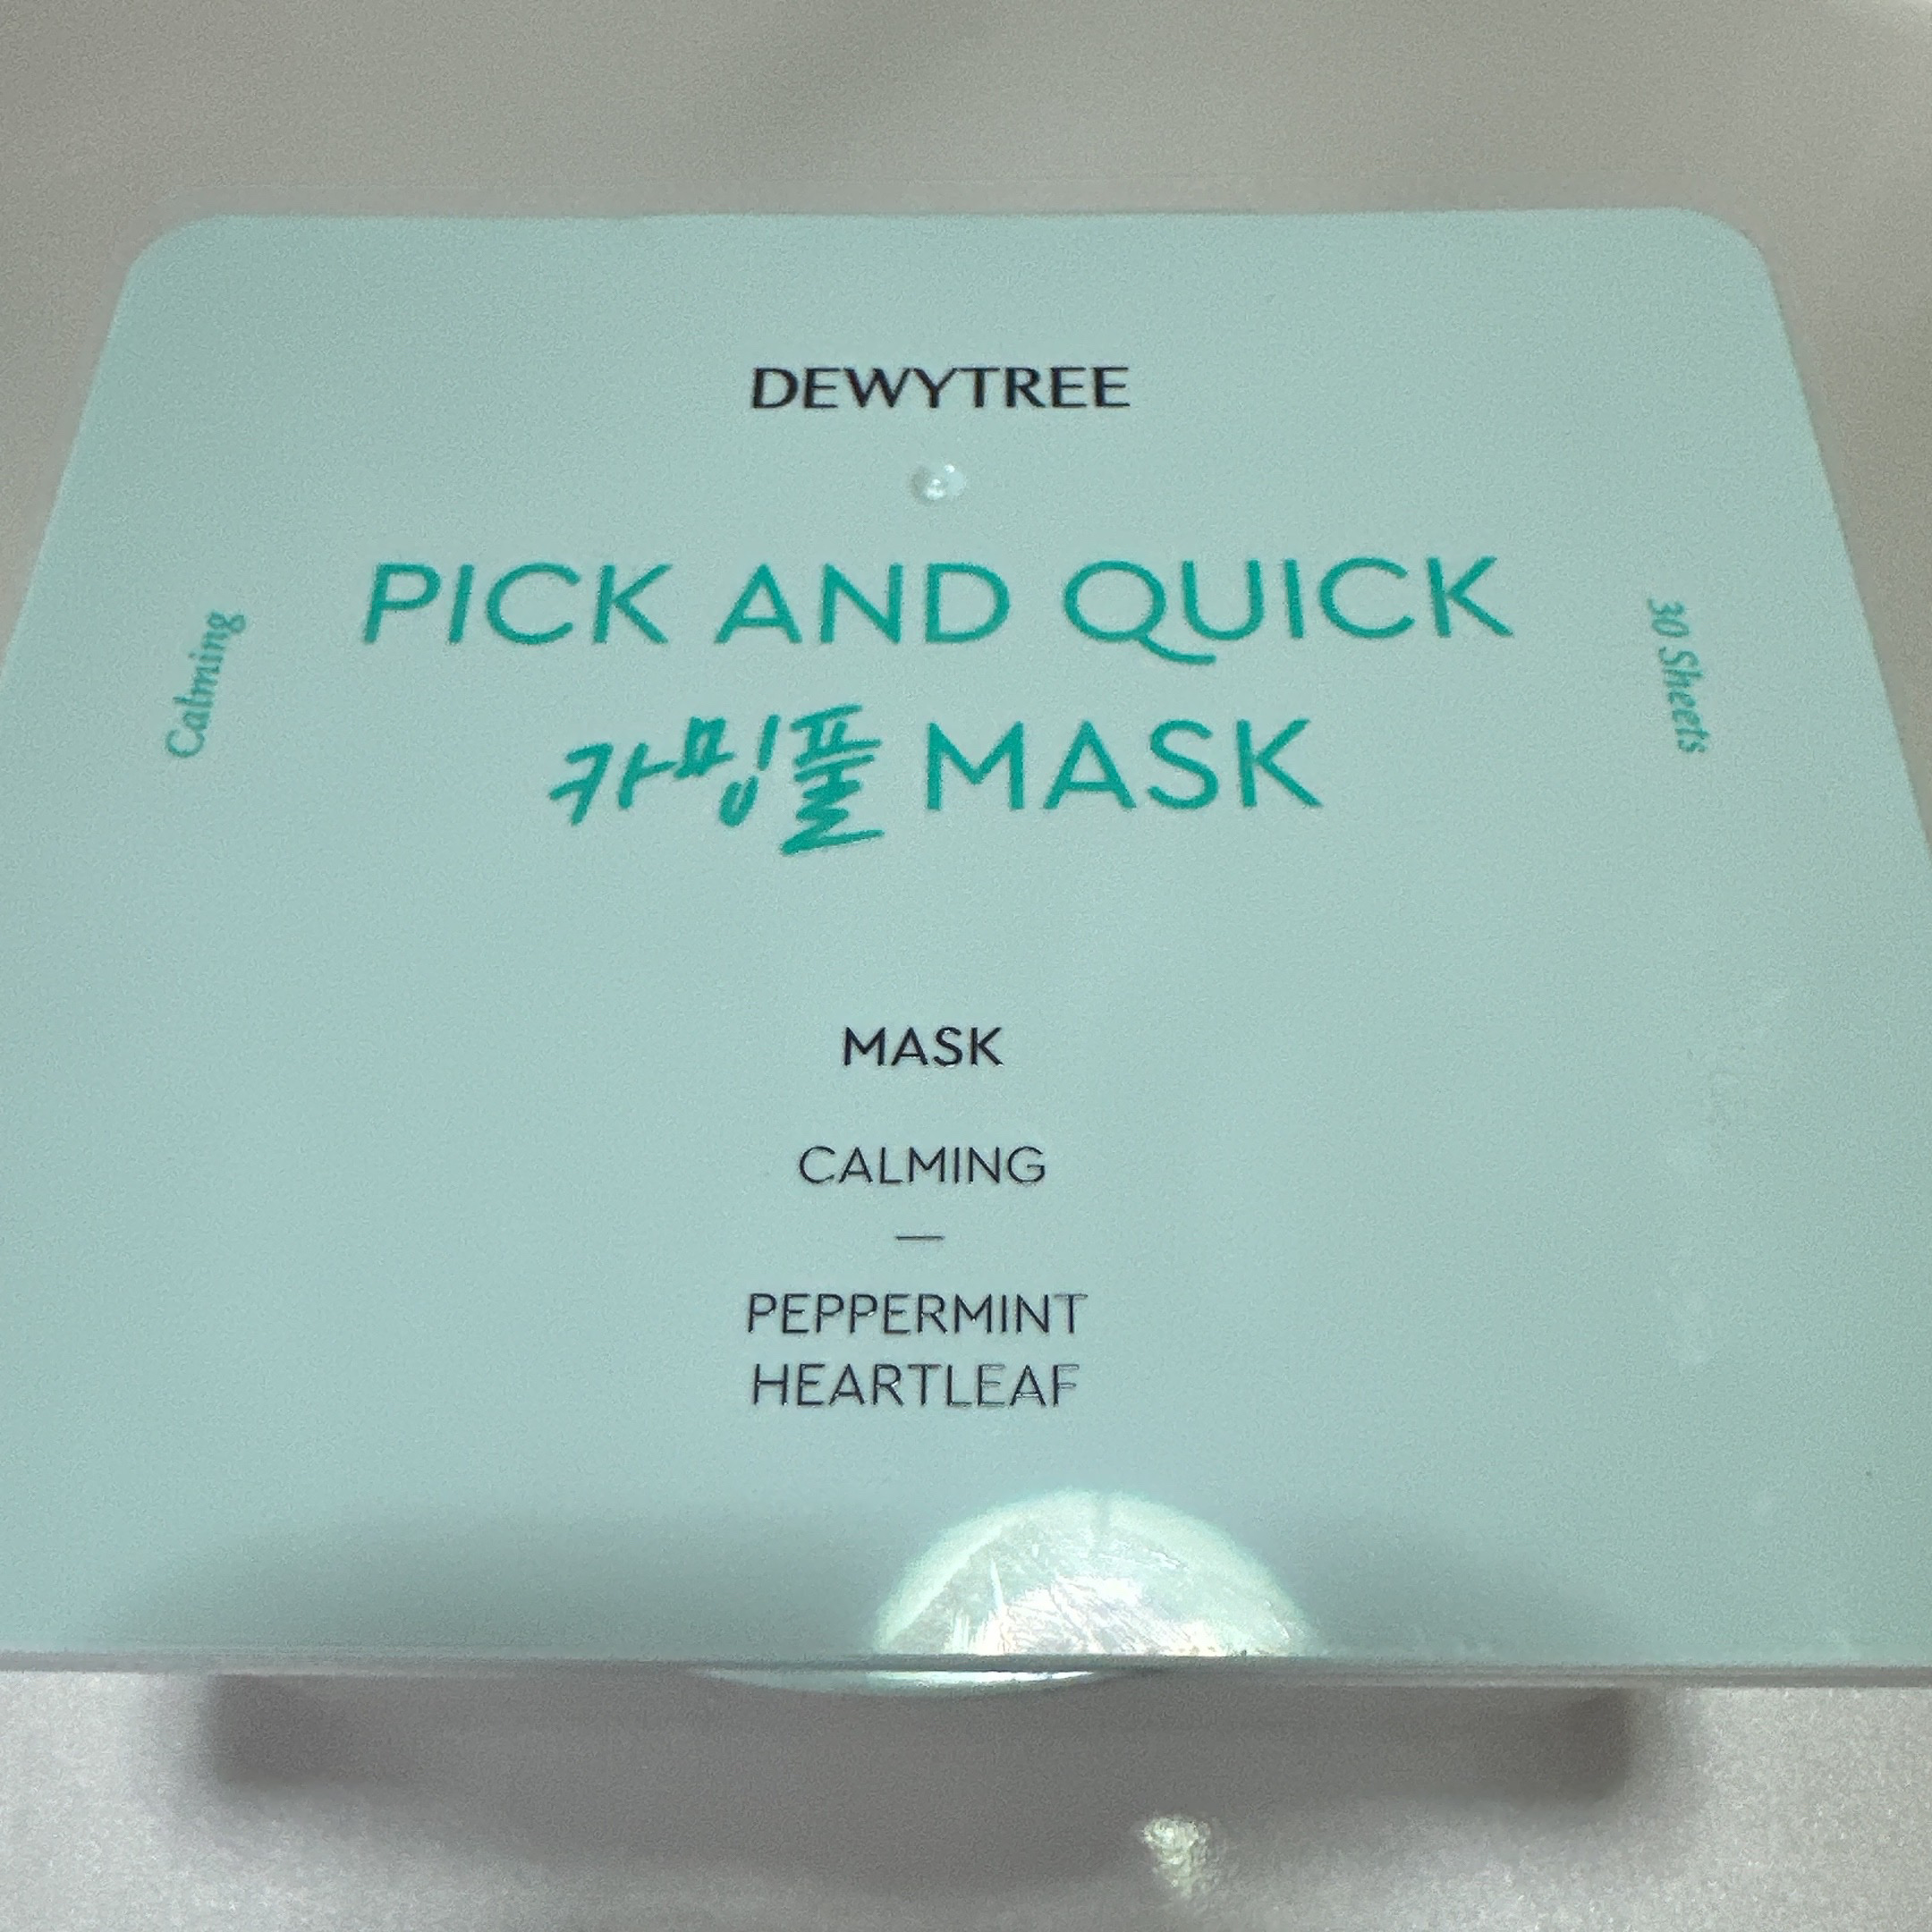 DEWYTREE
PICK AND QUICK
카밍풀 MASK
Calming
30 Sheets
MASK
CALMING
—
PEPPERMINT
HEARTLEAF